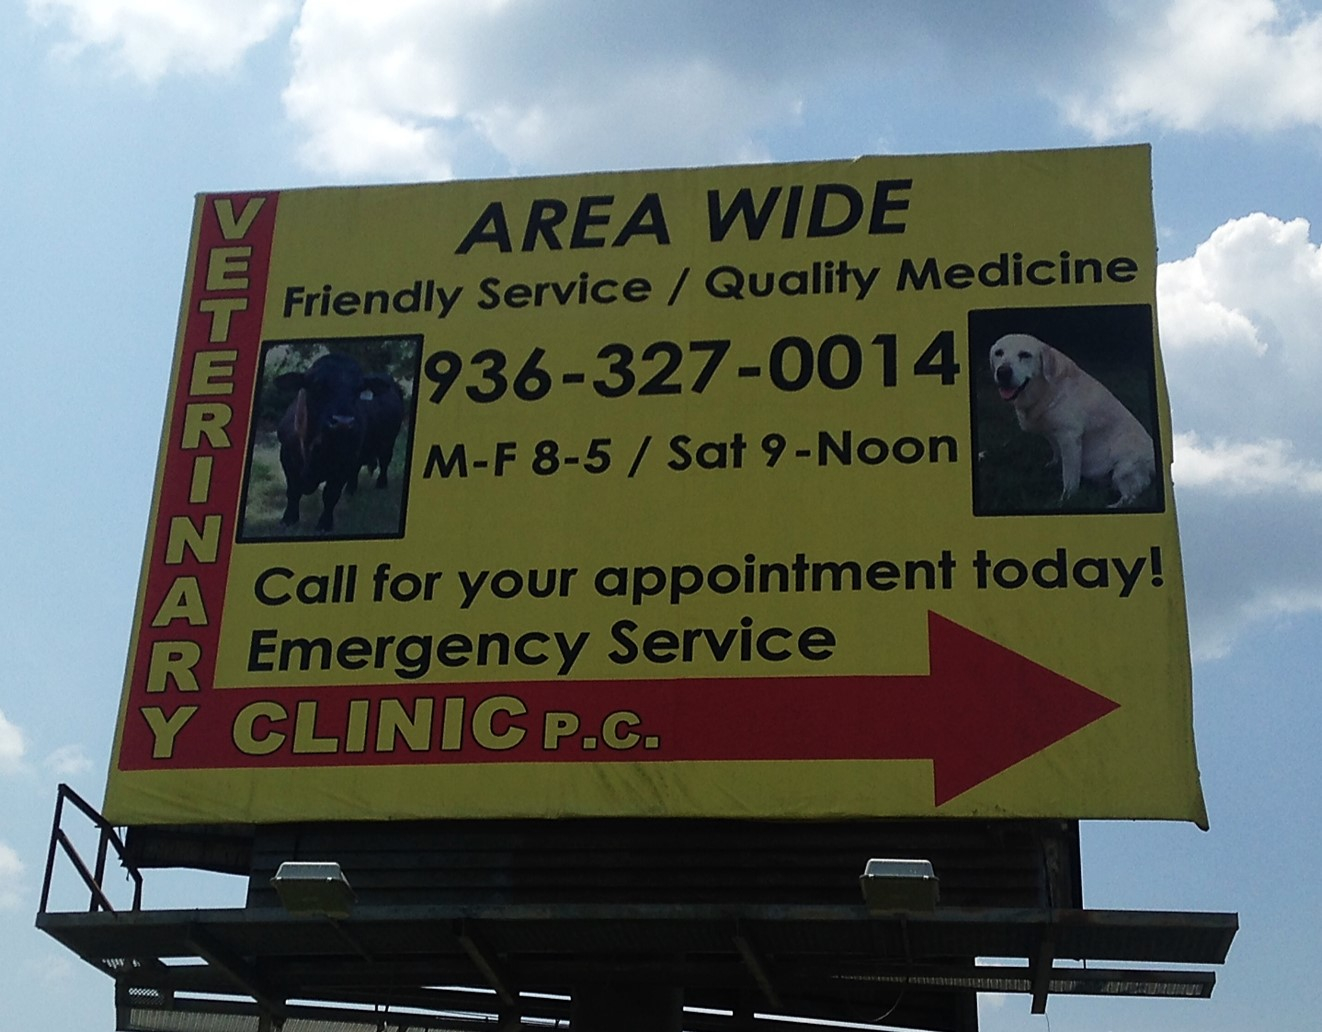 AREA WIDE
VETERINARY
Friendly Service / Quality Medicine
936-327-0014
M-F 8-5 / Sat 9-Noon
Call for your appointment today!
Emergency Service
CLINIC P.C.